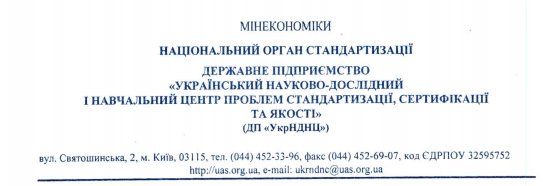 МІНЕКОНОМІКИ
НАЦІОНАЛЬНИЙ ОРГАН СТАНДАРТИЗАЦІЇ
ДЕРЖАВНЕ ПІДПРИЄМСТВО
«УКРАЇНСЬКИЙ НАУКОВО-ДОСЛІДНИЙ
І НАВЧАЛЬНИЙ ЦЕНТР ПРОБЛЕМ СТАНДАРТИЗАЦІЇ, СЕРТИФІКАЦІЇ
ТА ЯКОСТІ»
(ДП «УкрНДНЦ»)
вул. Святошинська, 2, м. Київ, 03115, тел. (044) 452-33-96, факс (044) 452-69-07, код ЄДРПОУ 32595752
http://uas.org.ua, e-mail: ukrndnc@uas.org.ua